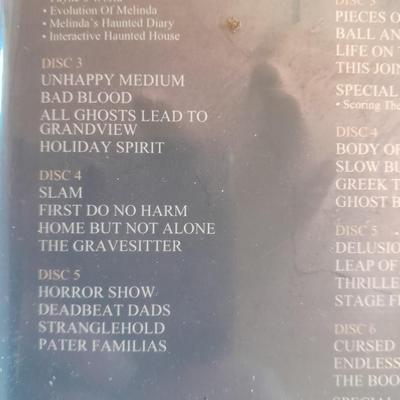 • Evolution Of Melinda
• Melinda's Haunted Diary
• Interactive Haunted House
DISC 3
UNHAPPY MEDIUM
BAD BLOOD
ALL GHOSTS LEAD TO
GRANDVIEW
HOLIDAY SPIRIT
DISC 4
SLAM
FIRST DO NO HARM
HOME BUT NOT ALONE
THE GRAVESITTER
DISC 5
HORROR SHOW
DEADBEAT DADS
STRANGLEHOLD
PATER FAMILIAS
DISC 3
PIECES O
BALL AN
LIFE ON T
THIS JOIN
SPECIAL
• Scoring The
DISC 4
BODY OF
SLOW BU
GREEK T
GHOST B
DISC 5
DELUSIO
LEAP OF
THRILLE
STAGE F
DISC 6
CURSED
ENDLESS
THE BOO